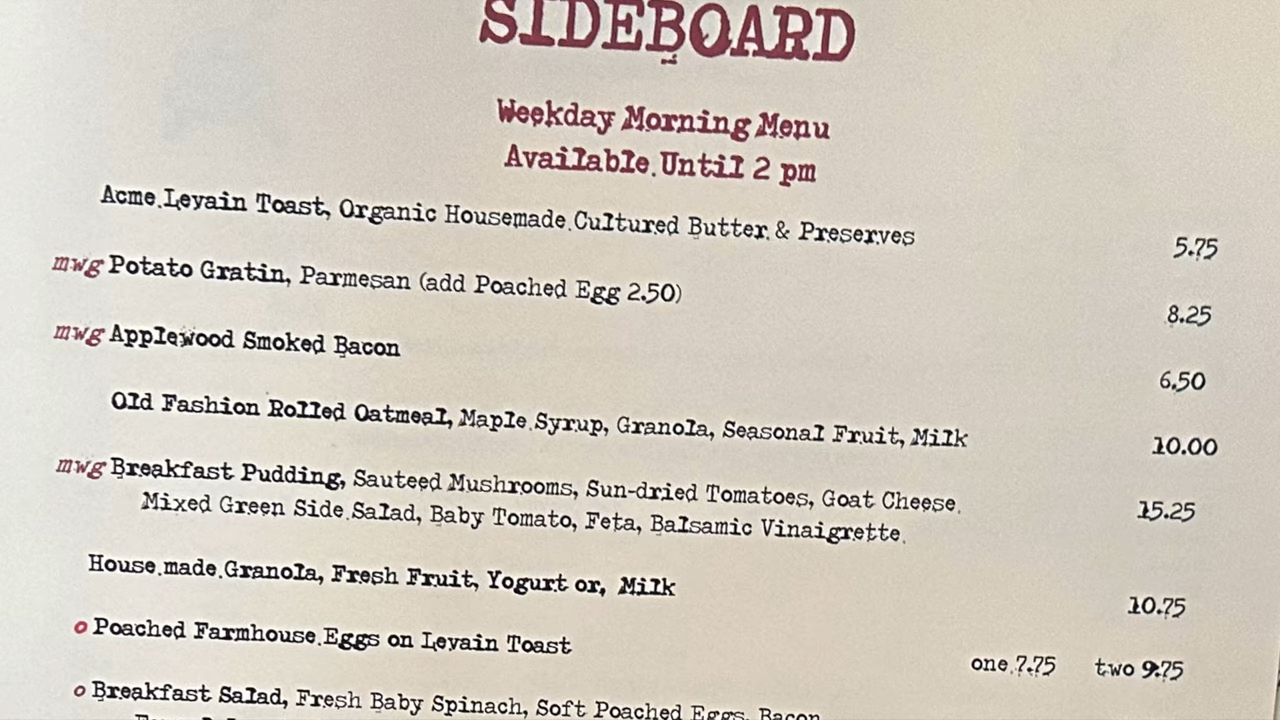 SIDEBOARD
Weekday Morning Menu
Available Until 2 pm
Acme Levain Toast, Organic Housemade Cultured Butter & Preserves 5.75
mwg Potato Gratin, Parmesan (add Poached Egg 2.50) 8.25
mwg Applewood Smoked Bacon 6.50
Old Fashion Rolled Oatmeal, Maple Syrup, Granola, Seasonal Fruit, Milk 10.00
mwg Breakfast Pudding, Sauteed Mushrooms, Sun-dried Tomatoes, Goat Cheese 15.25
Mixed Green Side Salad, Baby Tomato, Feta, Balsamic Vinaigrette
House made Granola, Fresh Fruit, Yogurt or, Milk 10.75
o Poached Farmhouse Eggs on Levain Toast one 7.75 two 9.75
o Breakfast Salad, Fresh Baby Spinach, Soft Poached Eggs, Bacon